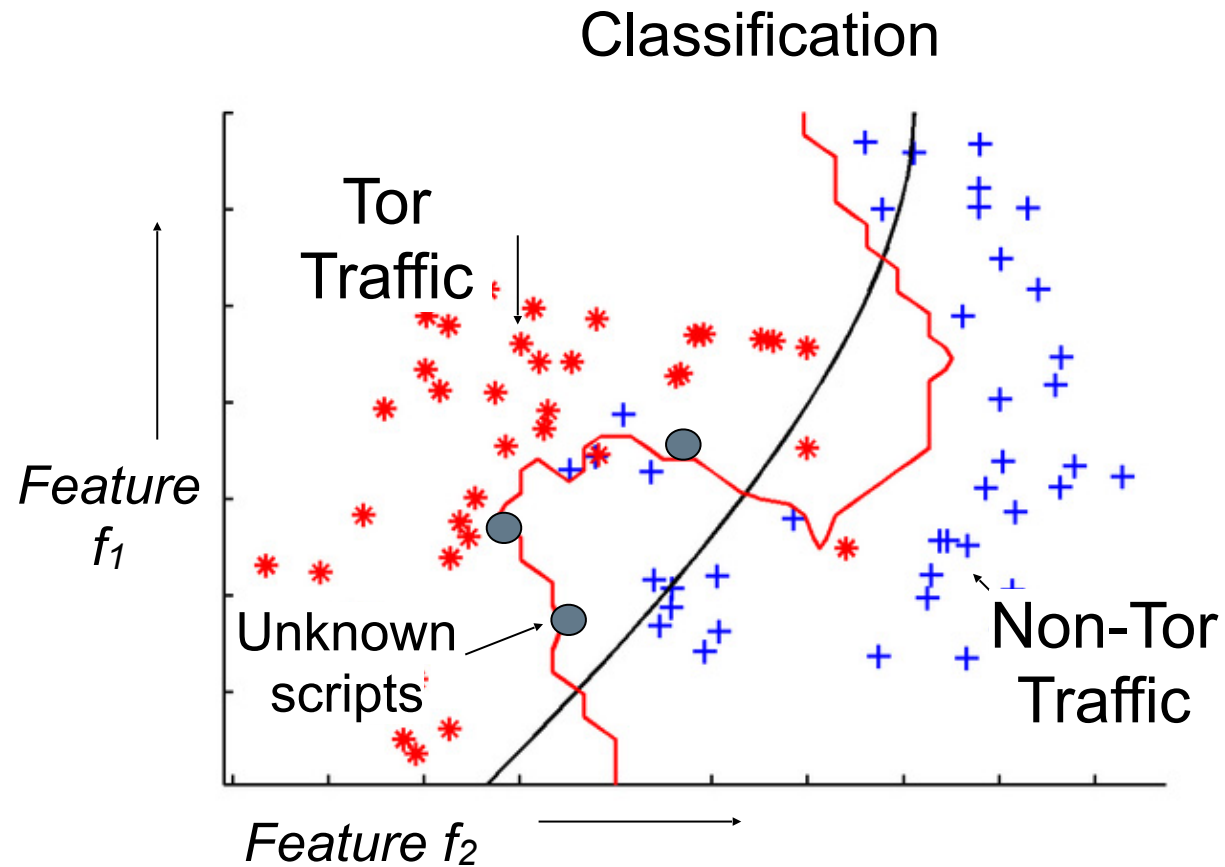 Classification
Tor
Traffic
Feature
f1
Unknown
scripts
Non-Tor
Traffic
Feature f2